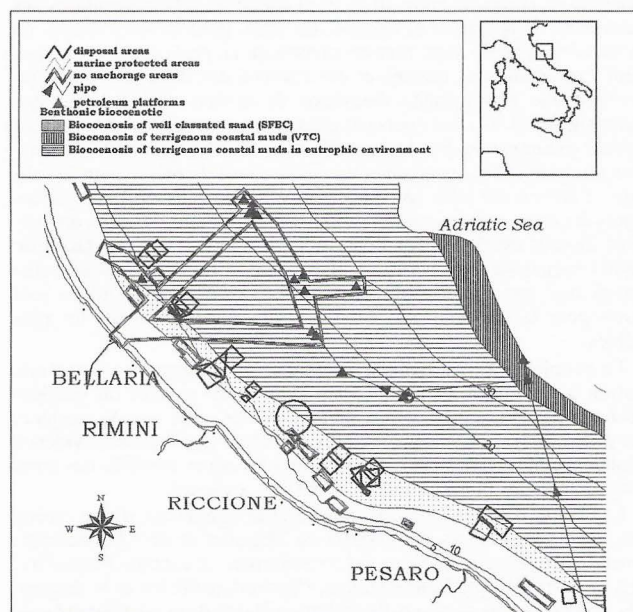 disposal areas
marine protected areas
no anchorage areas
pipe
petroleum platforms
Benthonic biocoenotic
Biocoenosis of well classated sand (SFBC)
Biocoenosis of terrigenous coastal muds (VTC)
Biocoenosis of terrigenous coastal muds in eutrophic environment
Adriatic Sea
BELLARIA
RIMINI
RICCIONE
PESARO
N
W E
S
5 10
20